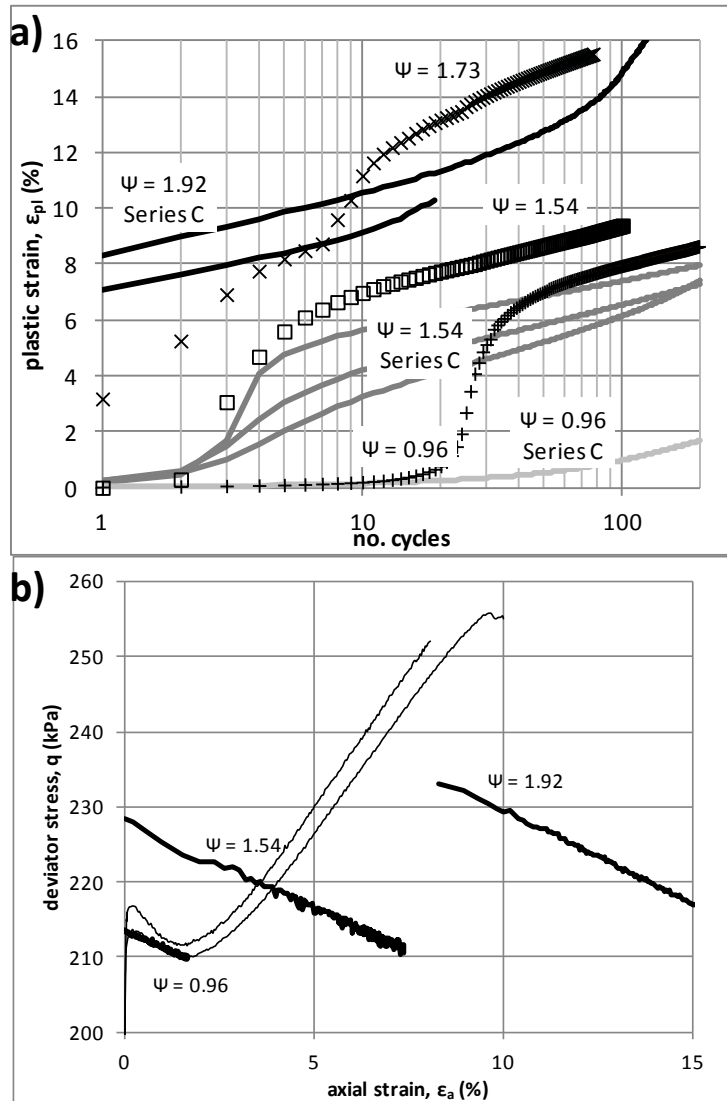 a)
plastic strain, εpl (%)
16
14
12
10
8
6
4
2
0
Ψ = 1.73
Ψ = 1.92
Series C
Ψ = 1.54
Ψ = 1.54
Series C
Ψ = 0.96
Ψ = 0.96
Series C
1
10
100
no. cycles
b)
deviator stress, q (kPa)
260
250
240
230
220
210
200
Ψ = 1.92
Ψ = 1.54
Ψ = 0.96
0
5
10
15
axial strain, εa (%)